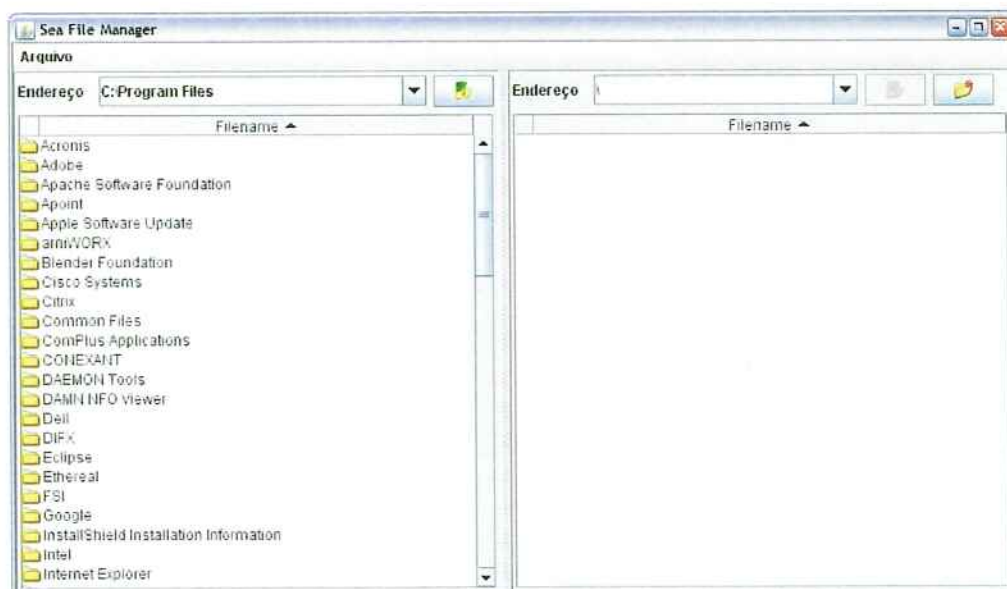 Sea File Manager
Arquivo
Endereço C:\Program Files
Filename
Acronis
Adobe
Apache Software Foundation
Apoint
Apple Software Update
arniWORX
Blender Foundation
Cisco Systems
Citrix
Common Files
ComPlus Applications
CONEXANT
DAEMON Tools
DAMN NFO Viewer
Dell
DIFX
Eclipse
Ethereal
FSI
Google
InstallShield Installation Information
Intel
Internet Explorer
Endereço \
Filename